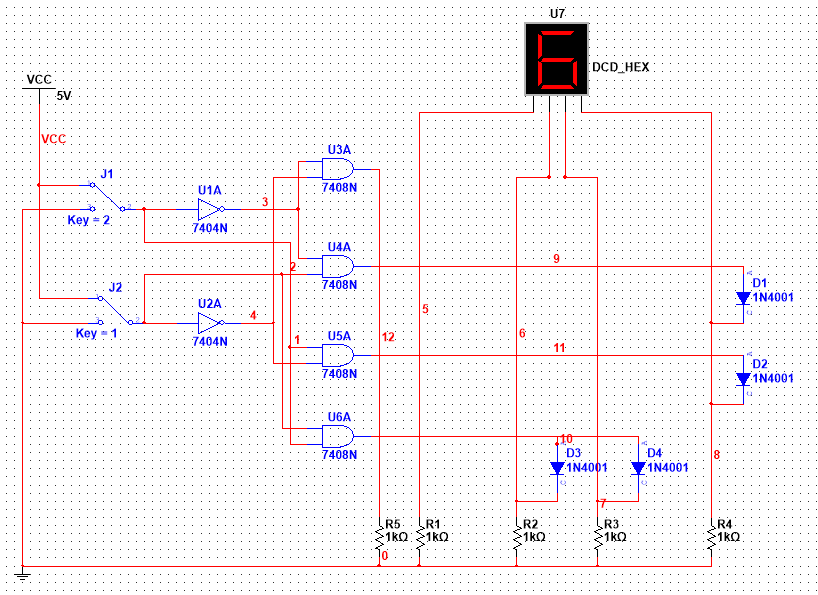 U7
DCD_HEX
6
VCC
5V
VCC
J1
Key = 2
U1A
7404N
3
U3A
7408N
U4A
7408N
2
9
D1
1N4001
J2
Key = 1
U2A
7404N
4
5
6
12
1
U5A
7408N
11
D2
1N4001
U6A
7408N
10
D3
1N4001
D4
1N4001
8
7
R5
1kΩ
R1
1kΩ
R2
1kΩ
R3
1kΩ
R4
1kΩ
0